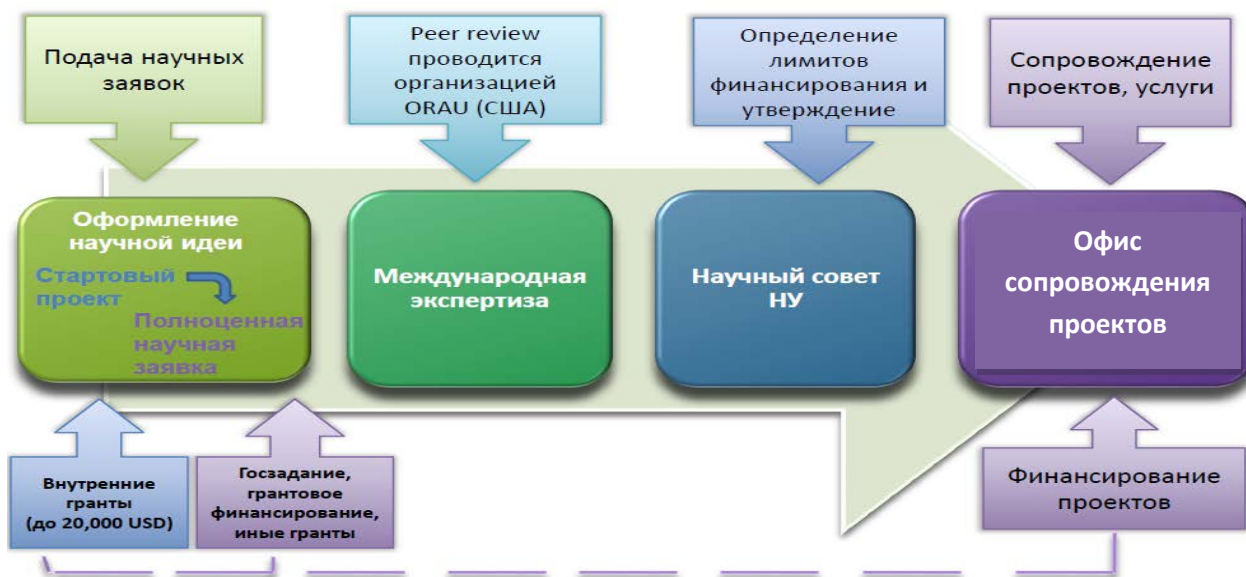 Подача научных
заявок
Peer review
проводится
организацией
ORAU (США)
Определение
лимитов
финансирования и
утверждение
Сопровождение
проектов, услуги
Оформление
научной идеи
Стартовый
проект
Полноценная
научная
заявка
Международная
экспертиза
Научный совет
НУ
Офис
сопровождения
проектов
Внутренние
гранты
(до 20,000 USD)
Госзадание,
грантовое
финансирование,
иные гранты
Финансирование
проектов